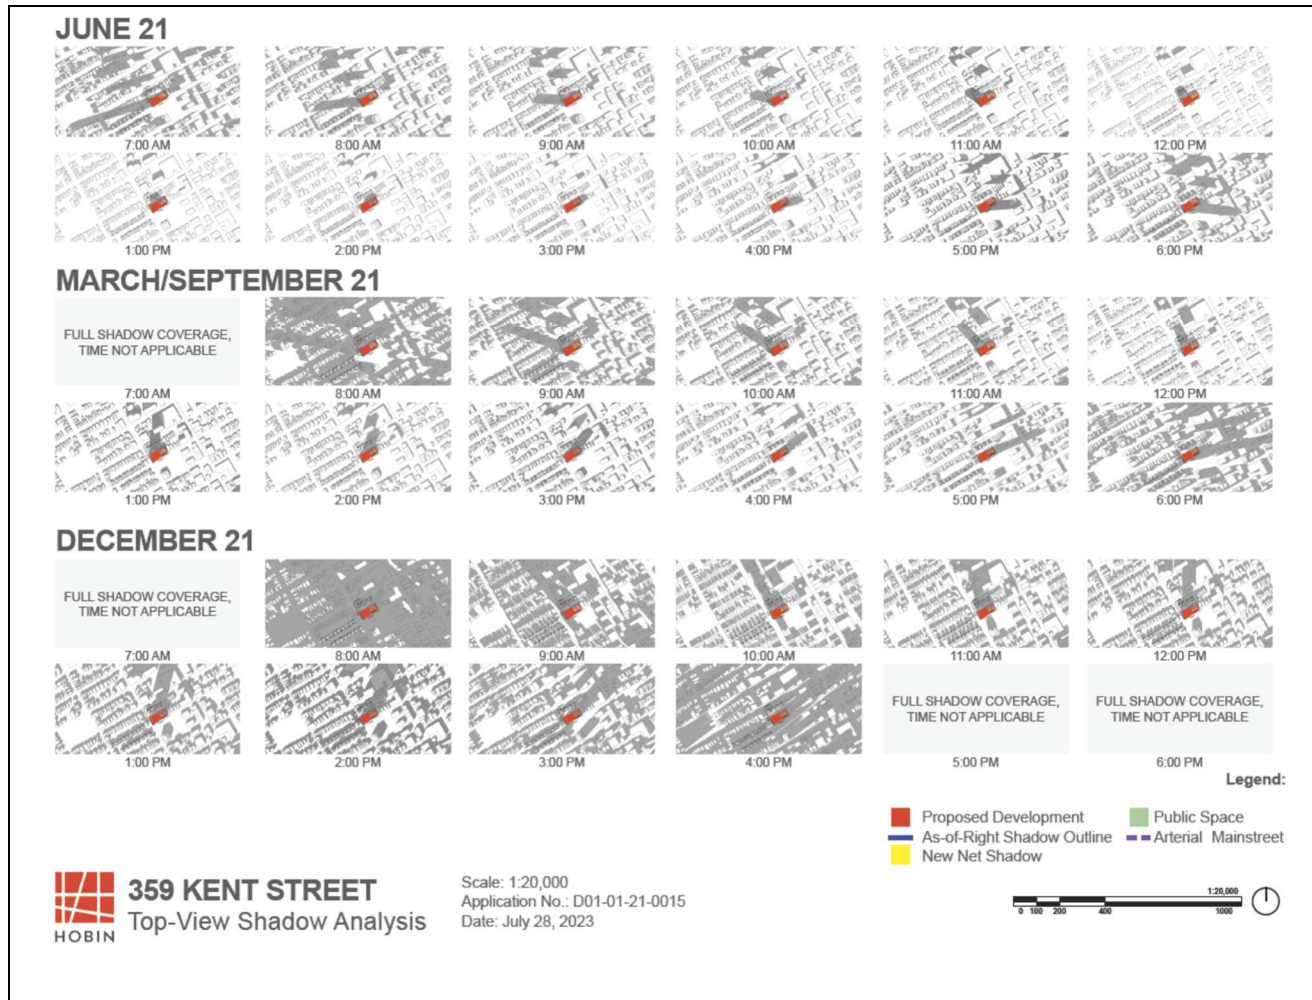 JUNE 21
7:00 AM
8:00 AM
9:00 AM
10:00 AM
11:00 AM
12:00 PM
1:00 PM
2:00 PM
3:00 PM
4:00 PM
5:00 PM
6:00 PM
MARCH/SEPTEMBER 21
FULL SHADOW COVERAGE,
TIME NOT APPLICABLE
7:00 AM
8:00 AM
9:00 AM
10:00 AM
11:00 AM
12:00 PM
1:00 PM
2:00 PM
3:00 PM
4:00 PM
5:00 PM
6:00 PM
DECEMBER 21
FULL SHADOW COVERAGE,
TIME NOT APPLICABLE
7:00 AM
8:00 AM
9:00 AM
10:00 AM
11:00 AM
12:00 PM
1:00 PM
2:00 PM
3:00 PM
4:00 PM
FULL SHADOW COVERAGE,
TIME NOT APPLICABLE
5:00 PM
FULL SHADOW COVERAGE,
TIME NOT APPLICABLE
6:00 PM
Legend:
Proposed Development
As-of-Right Shadow Outline
New Net Shadow
Public Space
Arterial Mainstreet
HOBIN
359 KENT STREET
Top-View Shadow Analysis
Scale: 1:20,000
Application No.: D01-01-21-0015
Date: July 28, 2023
1:20,000
0 100 200 400 1000